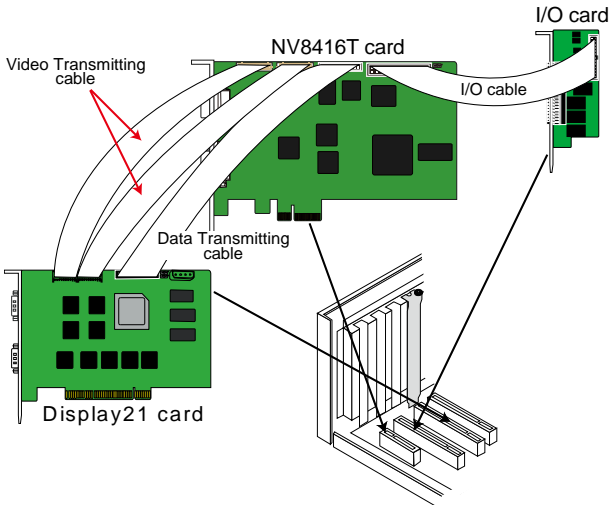 I/O card
NV8416T card
Video Transmitting
cable
I/O cable
Data Transmitting
cable
Display21 card